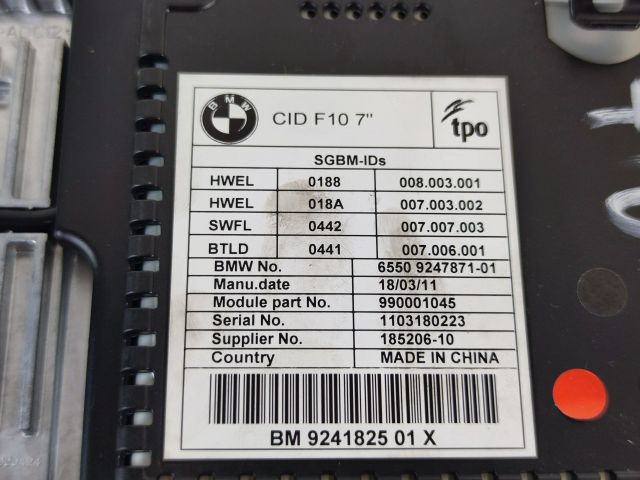 BMW
CID F10 7"
tpo
SGBM-IDs
HWEL 0188 008.003.001
HWEL 018A 007.003.002
SWFL 0442 007.007.003
BTLD 0441 007.006.001
BMW No. 6550 9247871-01
Manu.date 18/03/11
Module part No. 990001045
Serial No. 1103180223
Supplier No. 185206-10
Country MADE IN CHINA
BM 9241825 01 X